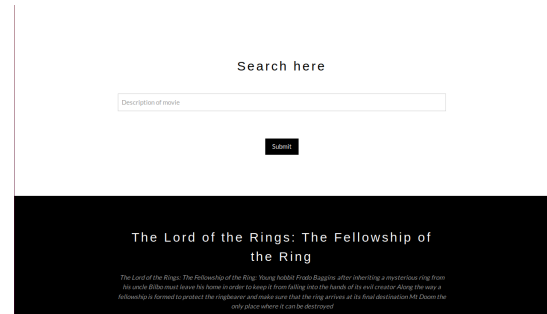 Search here
Description of movie
Submit
The Lord of the Rings: The Fellowship of
the Ring
The Lord of the Rings: The Fellowship of the Ring: Young hobbit Frodo Baggins after inheriting a mysterious ring from
his uncle Bilbo must leave his home in order to keep it from falling into the hands of its evil creator Along the way a
fellowship is formed to protect the ringbearer and make sure that the ring arrives at its final destination Mt Doom the
only place where it can be destroyed